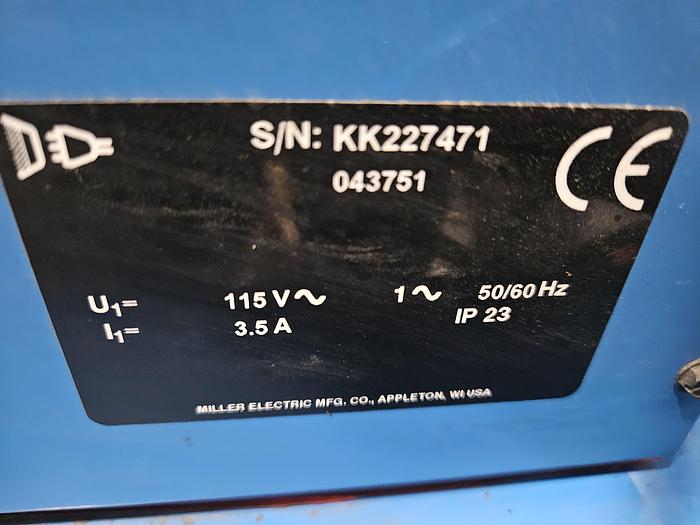 S/N: KK227471
043751
CE
U₁= 115 V∿ 1∿ 50/60 Hz
I₁= 3.5 A IP 23
MILLER ELECTRIC MFG. CO., APPLETON, WI USA